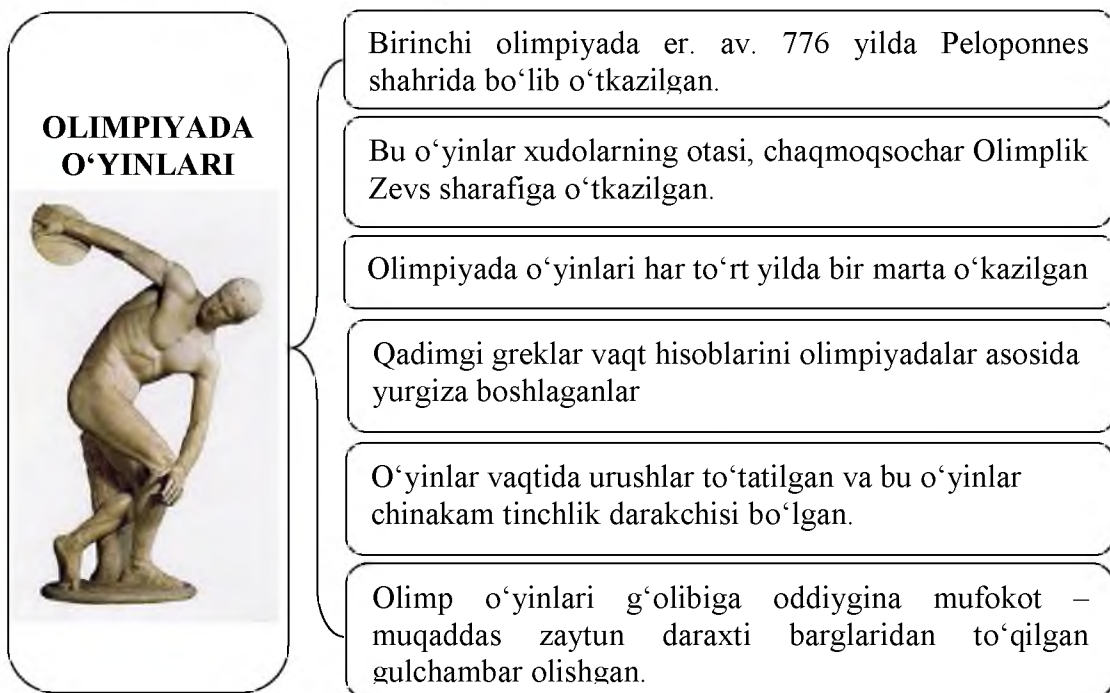 OLIMPIYADA
O‘YINLARI
Birinchi olimpiyada er. av. 776 yilda Peloponnes
shahrida bo‘lib o‘tkazilgan.
Bu o‘yinlar xudolarning otasi, chaqmoqsochar Olimplik
Zevs sharafiga o‘tkazilgan.
Olimpiyada o‘yinlari har to‘rt yilda bir marta o‘kazilgan
Qadimgi greklar vaqt hisoblarini olimpiyadalar asosida
yurgiza boshlaganlar
O‘yinlar vaqtida urushlar to‘tatilgan va bu o‘yinlar
chinakam tinchlik darakchisi bo‘lgan.
Olimp o‘yinlari g‘olibiga oddiygina mufokot –
muqaddas zaytun daraxti barglaridan to‘qilgan
gulchambar olishgan.